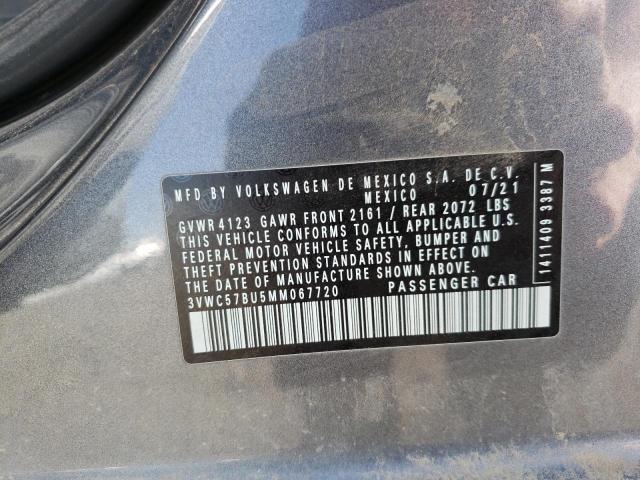 MFD BY VOLKSWAGEN DE MEXICO S.A. DE C.V.
MEXICO 07/21
GVWR 4123 GAWR FRONT 2161 / REAR 2072 LBS
THIS VEHICLE CONFORMS TO ALL APPLICABLE U.S.
FEDERAL MOTOR VEHICLE SAFETY, BUMPER AND
THEFT PREVENTION STANDARDS IN EFFECT ON
THE DATE OF MANUFACTURE SHOWN ABOVE.
3VWC57BU5MM067720 PASSENGER CAR
1411409 3387 M